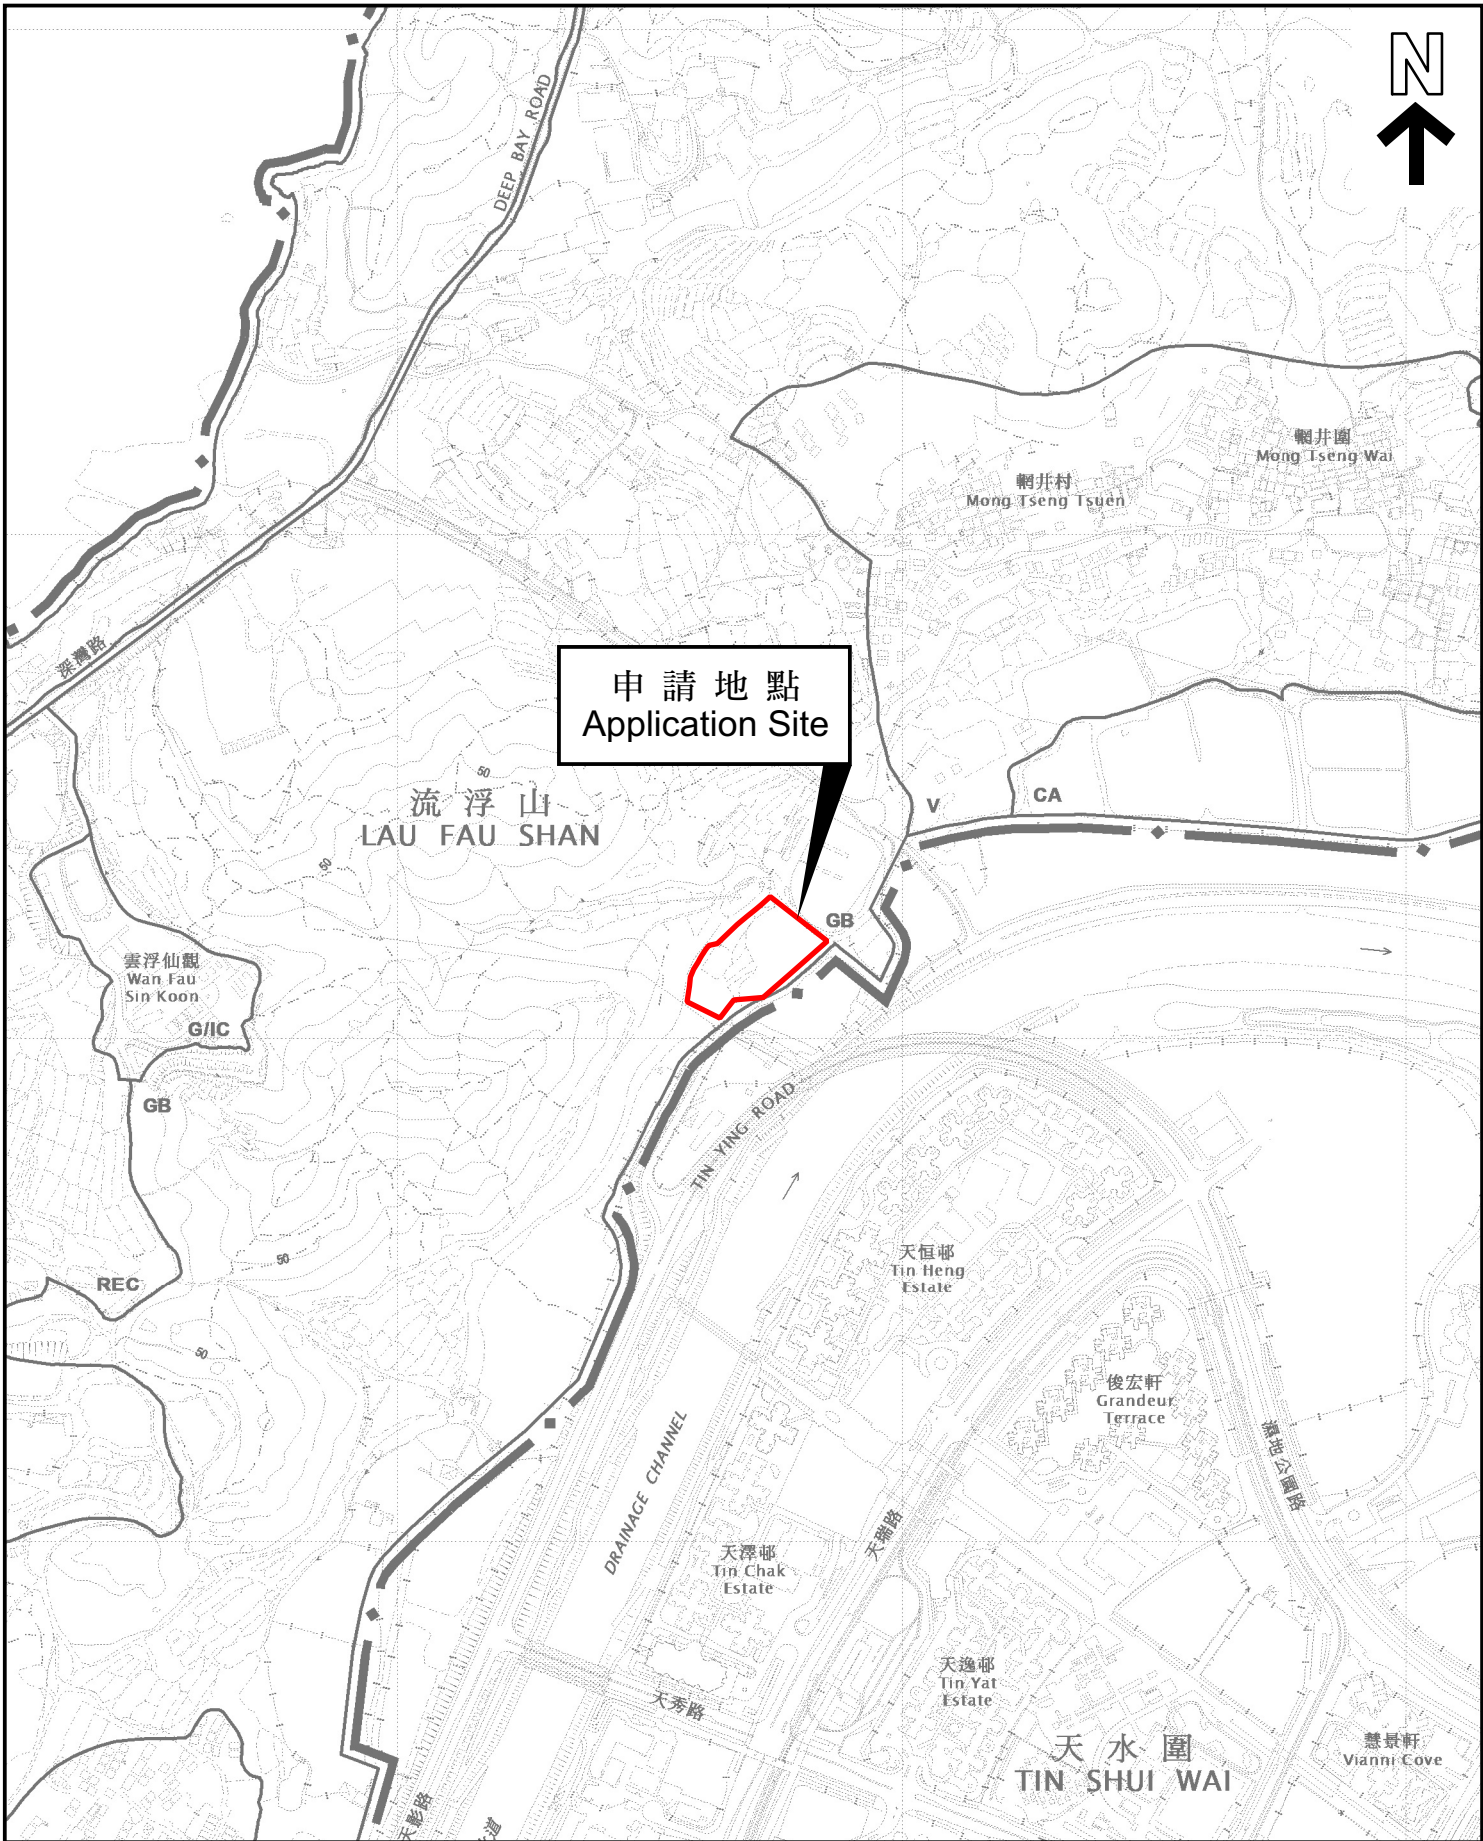 N
DEEP BAY ROAD
輞井圍
Mong Tseng Wai
輞井村
Mong Tseng Tsuen
深灣路
申請地點
Application Site
50
流浮山
LAU FAU SHAN
50
V
CA
GB
雲浮仙觀
Wan Fau
Sin Koon
G/IC
GB
TIN YING ROAD
天恒邨
Tin Heng
Estate
50
REC
50
俊宏軒
Grandeur
Terrace
濕地公園路
DRAINAGE CHANNEL
天瑞路
天澤邨
Tin Chak
Estate
天逸邨
Tin Yat
Estate
天秀路
天水圍
TIN SHUI WAI
慧景軒
Vianni Cove
天影路